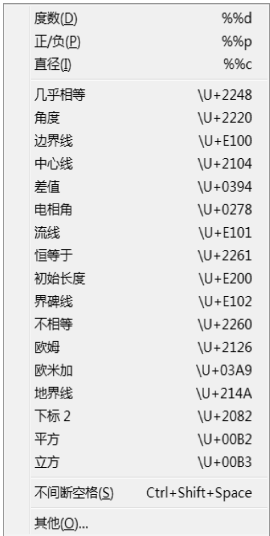 度数(D) %%d
正/负(P) %%p
直径(I) %%c
几乎相等 \U+2248
角度 \U+2220
边界线 \U+E100
中心线 \U+2104
差值 \U+0394
电相角 \U+0278
流线 \U+E101
恒等于 \U+2261
初始长度 \U+E200
界碑线 \U+E102
不相等 \U+2260
欧姆 \U+2126
欧米加 \U+03A9
地界线 \U+214A
下标 2 \U+2082
平方 \U+00B2
立方 \U+00B3
不间断空格(S) Ctrl+Shift+Space
其他(O)...